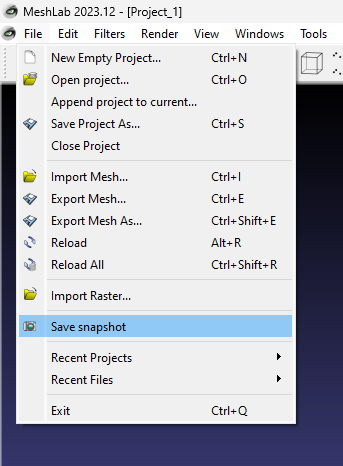 MeshLab 2023.12 - [Project_1]
File Edit Filters Render View Windows Tools
New Empty Project... Ctrl+N
Open project... Ctrl+O
Append project to current...
Save Project As... Ctrl+S
Close Project
Import Mesh... Ctrl+I
Export Mesh... Ctrl+E
Export Mesh As... Ctrl+Shift+E
Reload Alt+R
Reload All Ctrl+Shift+R
Import Raster...
Save snapshot
Recent Projects
Recent Files
Exit Ctrl+Q